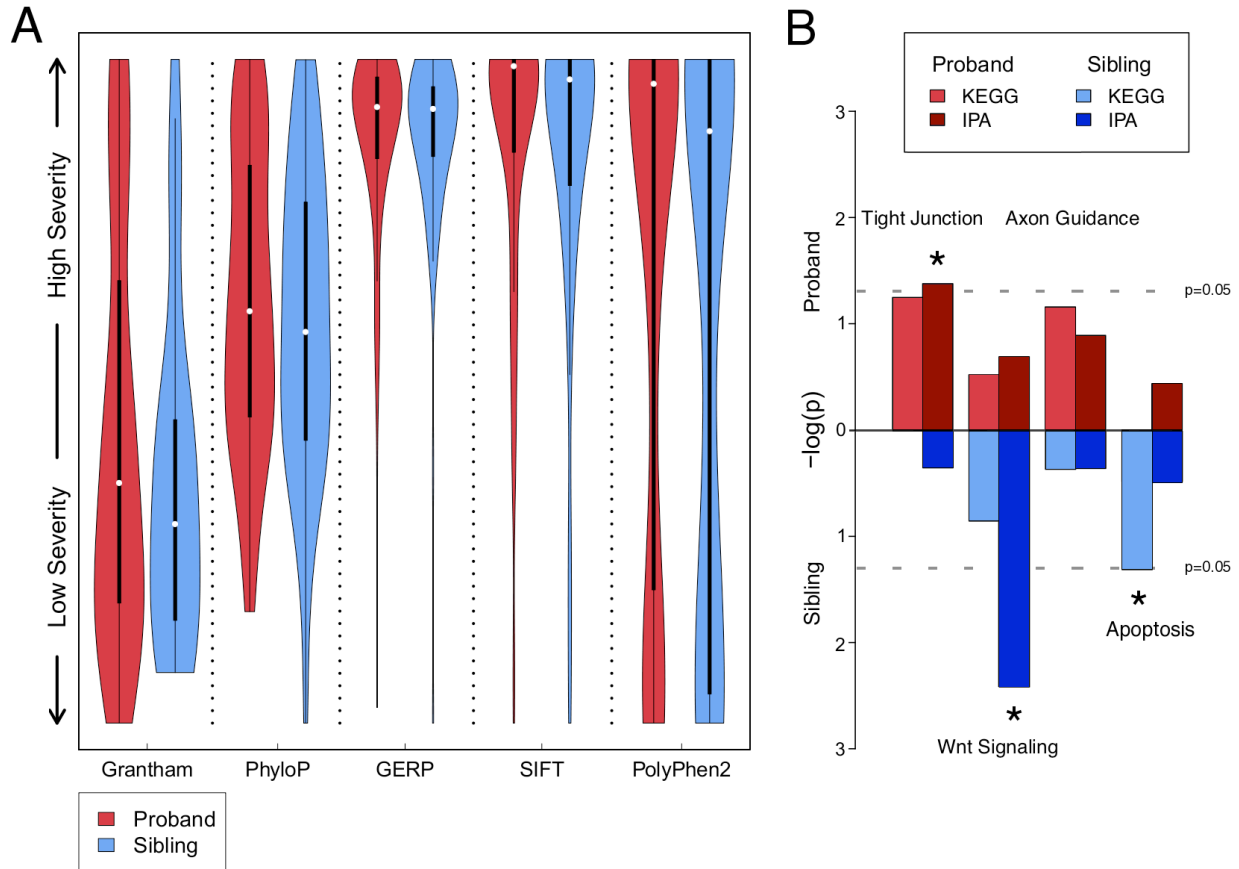 A
High Severity
Low Severity
Grantham
PhyloP
GERP
SIFT
PolyPhen2
Proband
Sibling
B
Proband
Sibling
KEGG
KEGG
IPA
IPA
3
2
1
0
1
2
3
Proband
−log(p)
Sibling
Tight Junction
Axon Guidance
*
p=0.05
p=0.05
*
Apoptosis
*
Wnt Signaling